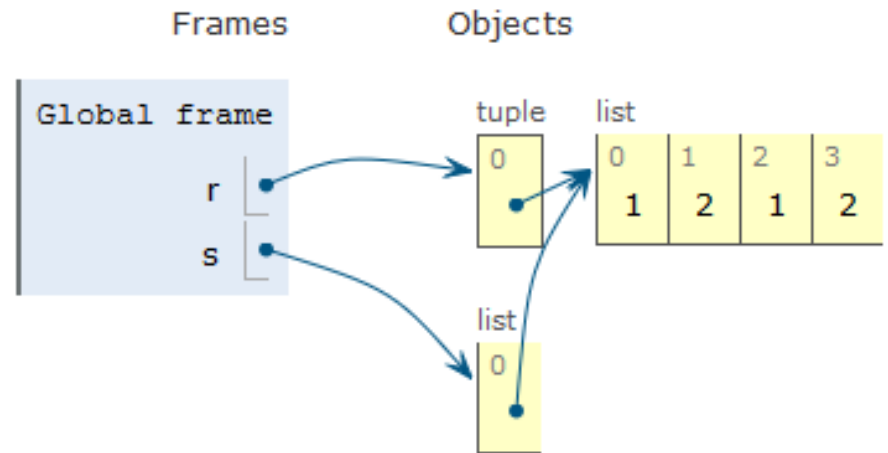 Frames Objects
Global frame
tuple list
0 0 1 2 3
r 1 2 1 2
s
list
0